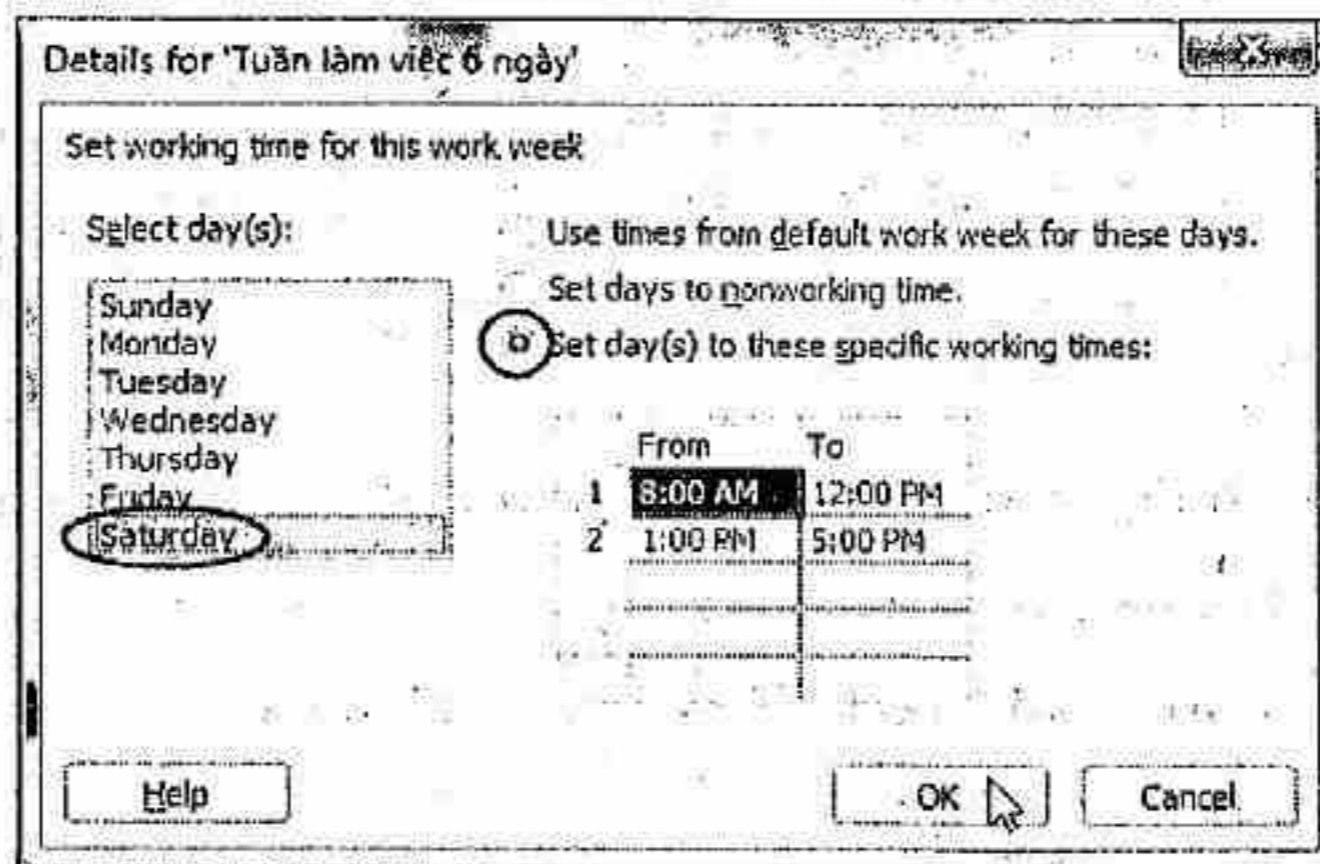 Details for 'Tuần làm việc 6 ngày'
Set working time for this work week
Select day(s):
Sunday
Monday
Tuesday
Wednesday
Thursday
Friday
Saturday
Use times from default work week for these days.
Set days to nonworking time.
Set day(s) to these specific working times:
From To
1 8:00 AM 12:00 PM
2 1:00 PM 5:00 PM
Help OK Cancel